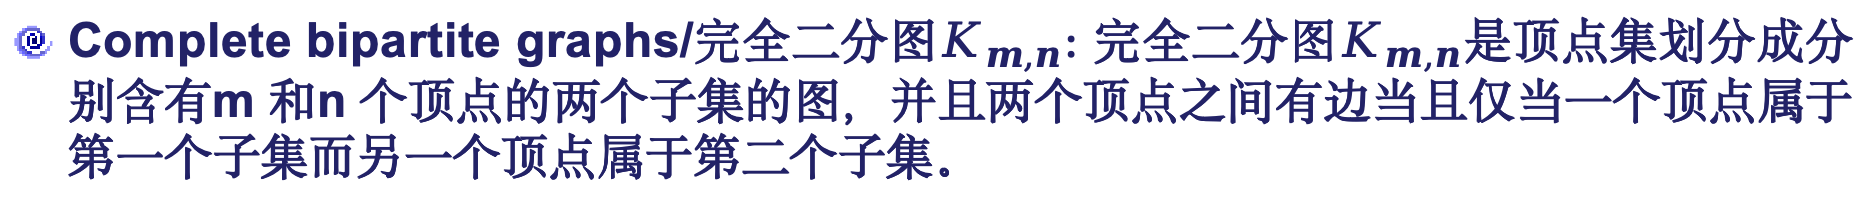 Complete bipartite graphs/完全二分图K m,n: 完全二分图K m,n是顶点集划分成分
别含有m 和n 个顶点的两个子集的图，并且两个顶点之间有边当且仅当一个顶点属于
第一个子集而另一个顶点属于第二个子集。